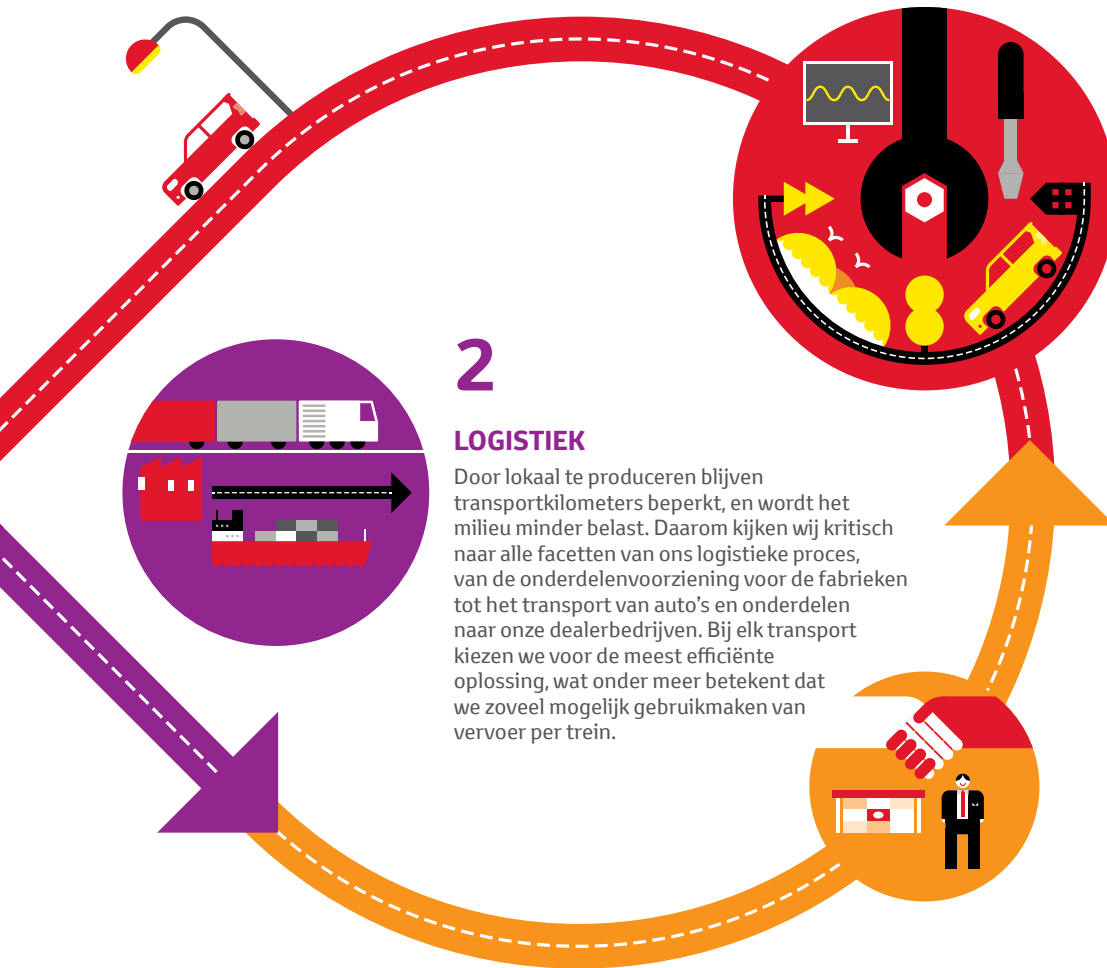 2
LOGISTIEK
Door lokaal te produceren blijven
transportkilometers beperkt, en wordt het
milieu minder belast. Daarom kijken wij kritisch
naar alle facetten van ons logistieke proces,
van de onderdelenvoorziening voor de fabrieken
tot het transport van auto’s en onderdelen
naar onze dealerbedrijven. Bij elk transport
kiezen we voor de meest efficiënte
oplossing, wat onder meer betekent dat
we zoveel mogelijk gebruikmaken van
vervoer per trein.